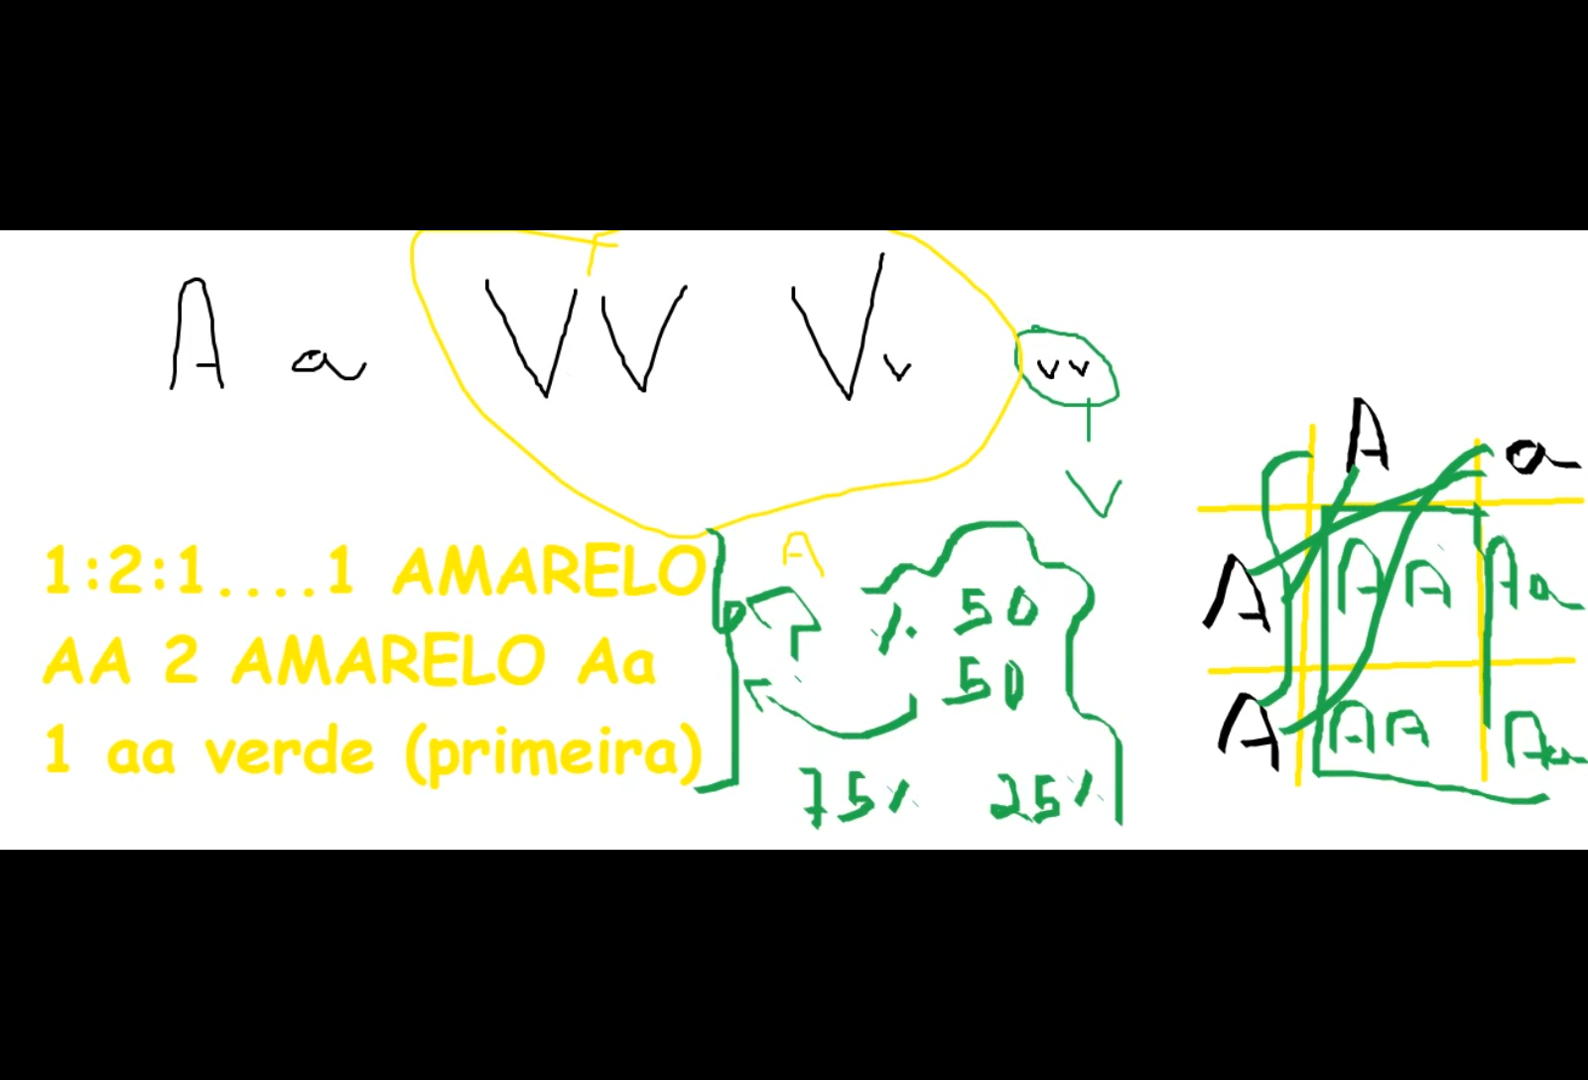 A a VV Vv vv
V
A a
1:2:1....1 AMARELO
AA 2 AMARELO Aa
1 aa verde (primeira)
A
% 50
50
75% 25%
A AA Aa
A AA Aa